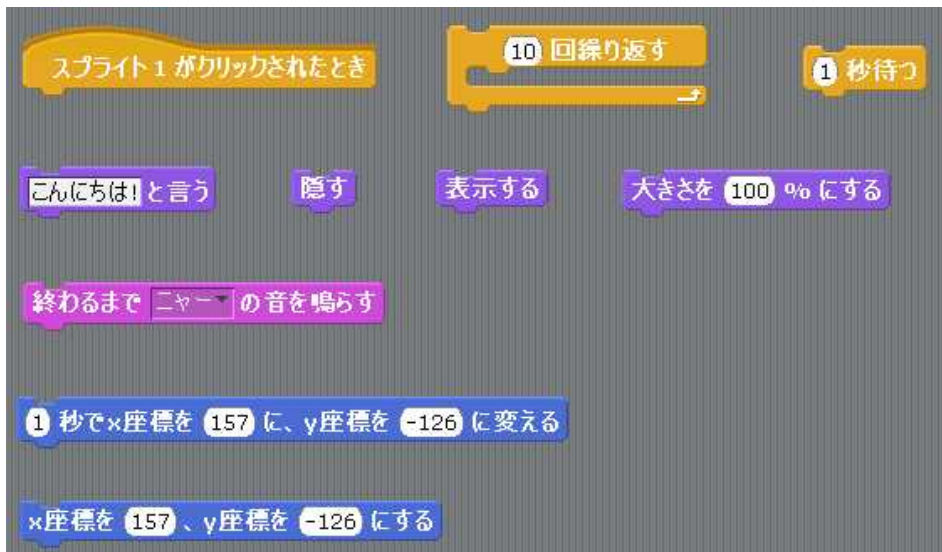 スプライト 1 がクリックされたとき
10 回繰り返す
1 秒待つ
こんにちは! と言う
隠す
表示する
大きさを 100 % にする
終わるまで ニャー の音を鳴らす
1 秒でx座標を 157 に、y座標を -126 に変える
x座標を 157 、y座標を -126 にする